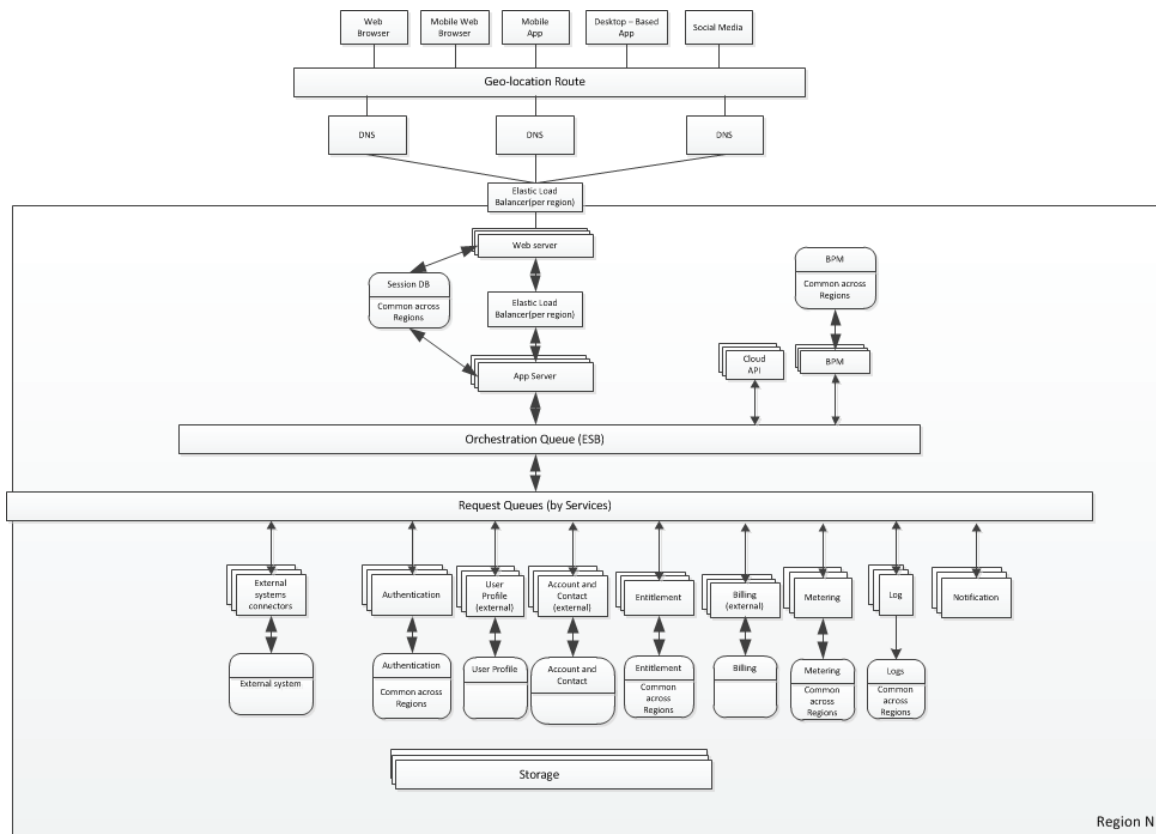 Web
Browser
Mobile Web
Browser
Mobile
App
Desktop – Based
App
Social Media
Geo-location Route
DNS
DNS
DNS
Elastic Load
Balancer(per region)
Web server
Session DB
Common across
Regions
Elastic Load
Balancer(per region)
BPM
Common across
Regions
App Server
Cloud
API
BPM
Orchestration Queue (ESB)
Request Queues (by Services)
External
systems
connectors
Authentication
User
Profile
(external)
Account and
Contact
(external)
Entitlement
Billing
(external)
Metering
Log
Notification
External system
Authentication
Common across
Regions
User Profile
Account and
Contact
Entitlement
Common
across
Regions
Billing
Metering
Common
across
Regions
Logs
Common
across
Regions
Storage
Region N